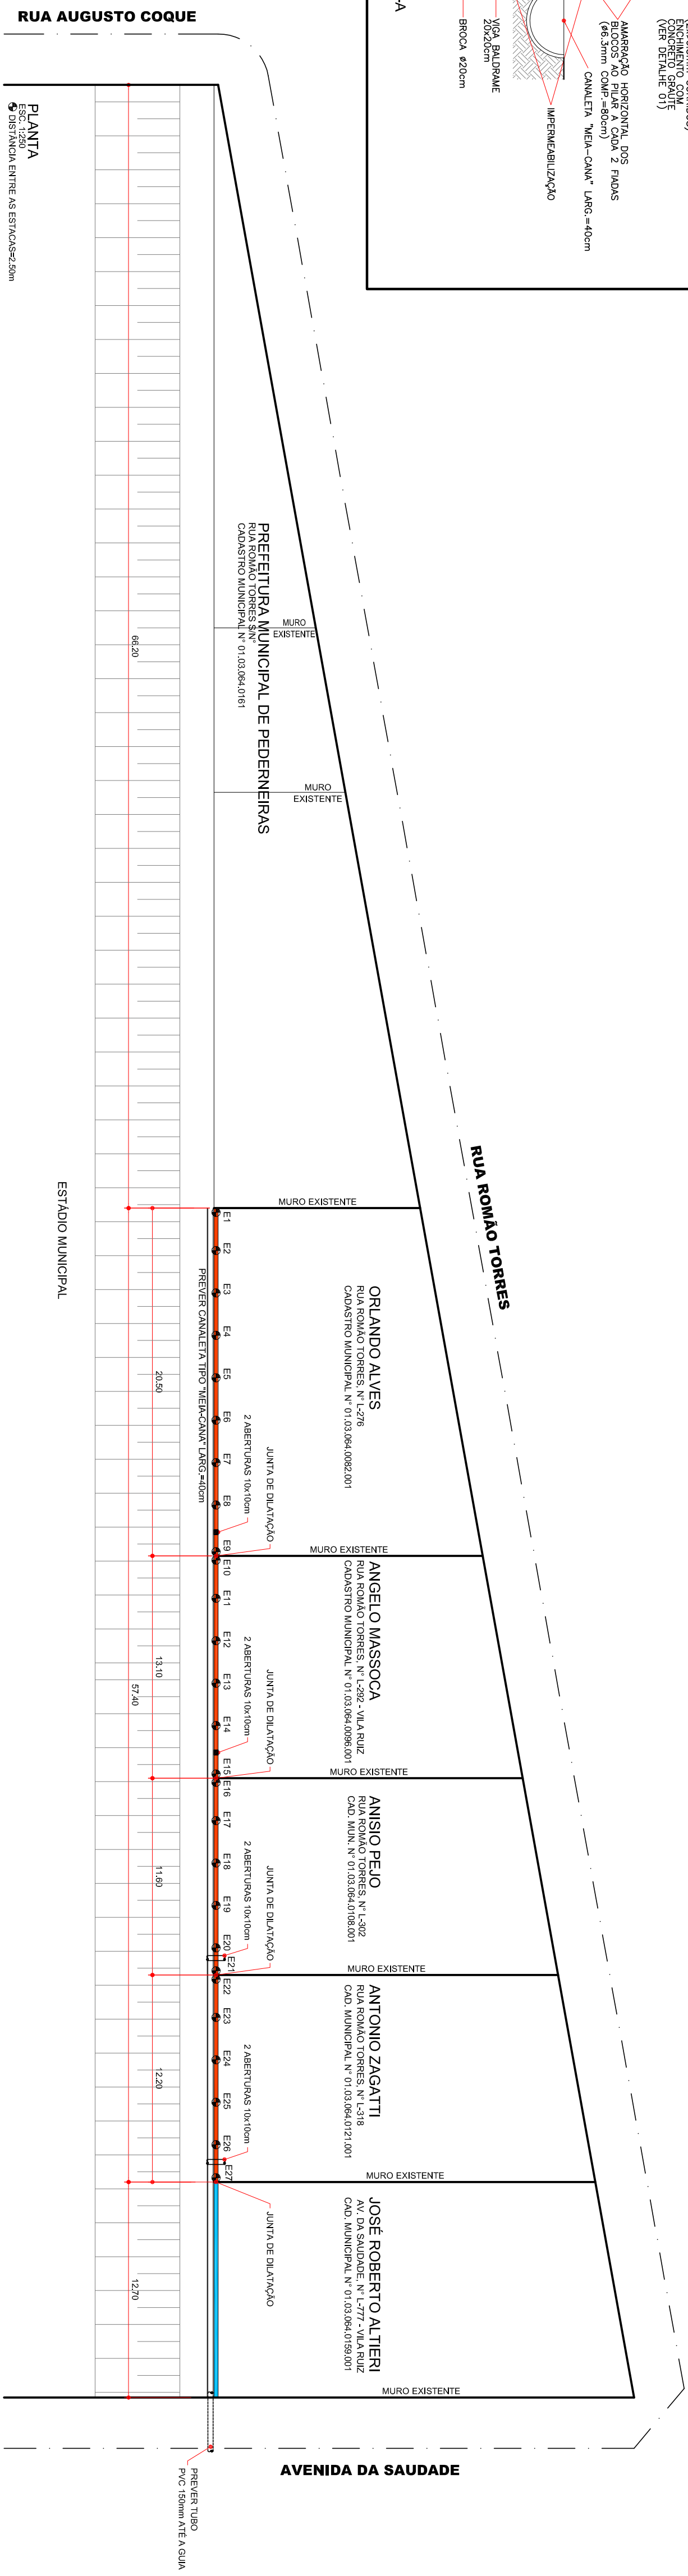 RUA AUGUSTO COQUE
ENCHIMENTO COM
CONCRETO GRAUTE
(VER DETALHE 01)
AMARRAÇÃO HORIZONTAL DOS
BLOCOS AO PILAR A CADA 2 FIADAS
(ø6.3mm COMP.=80cm)
CANALETA "MEIA-CANA" LARG.=40cm
IMPERMEABILIZAÇÃO
VIGA BALDRAME
20x20cm
BROCA ø20cm
-A
PLANTA
ESC. 1:250
DISTÂNCIA ENTRE AS ESTACAS=2,50m
PREFEITURA MUNICIPAL DE PEDERNEIRAS
RUA ROMÃO TORRES S/N°
CADASTRO MUNICIPAL N° 01.03.064.0161
MURO
EXISTENTE
MURO
EXISTENTE
66.20
RUA ROMÃO TORRES
ESTÁDIO MUNICIPAL
MURO EXISTENTE
E1
E2
E3
E4
E5
E6
E7
E8
E9
PREVER CANALETA TIPO "MEIA-CANA" LARG.=40cm
20.50
2 ABERTURAS 10x10cm
JUNTA DE DILATAÇÃO
ORLANDO ALVES
RUA ROMÃO TORRES, N° L-276
CADASTRO MUNICIPAL N° 01.03.064.0082.001
MURO EXISTENTE
E10
E11
E12
E13
E14
E15
13.10
57.40
2 ABERTURAS 10x10cm
JUNTA DE DILATAÇÃO
ANGELO MASSOCA
RUA ROMÃO TORRES, N° L-292 - VILA RUIZ
CADASTRO MUNICIPAL N° 01.03.064.0096.001
MURO EXISTENTE
E16
E17
E18
E19
E20
E21
11.60
2 ABERTURAS 10x10cm
JUNTA DE DILATAÇÃO
ANISIO PEJO
RUA ROMÃO TORRES, N° L-302
CAD. MUN. N° 01.03.064.0108.001
MURO EXISTENTE
E22
E23
E24
E25
E26
E27
12.20
2 ABERTURAS 10x10cm
JUNTA DE DILATAÇÃO
ANTONIO ZAGATTI
RUA ROMÃO TORRES, N° L-318
CAD. MUNICIPAL N° 01.03.064.0121.001
MURO EXISTENTE
12.70
JOSÉ ROBERTO ALTIERI
AV. DA SAUDADE, N° L-777 - VILA RUIZ
CAD. MUNICIPAL N° 01.03.064.0159.001
MURO EXISTENTE
AVENIDA DA SAUDADE
PREVER TUBO
PVC 150mm ATÉ A GUIA